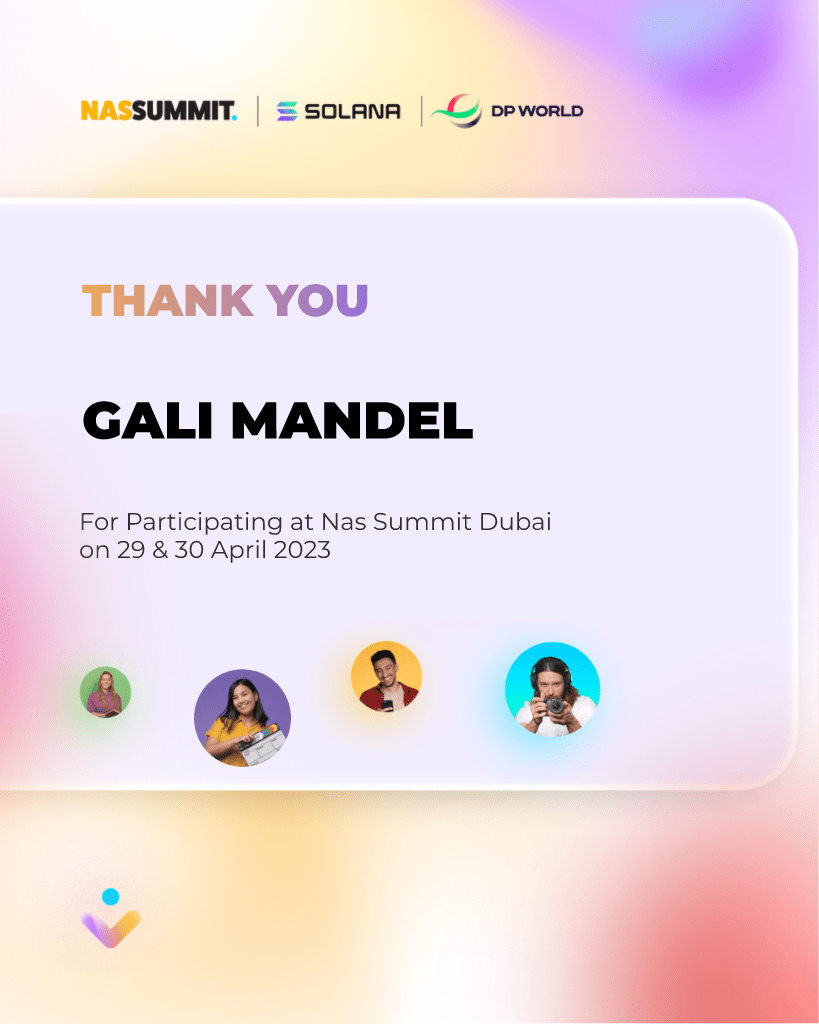 NASSUMMIT. | SOLANA | DP WORLD
THANK YOU
GALI MANDEL
For Participating at Nas Summit Dubai
on 29 & 30 April 2023